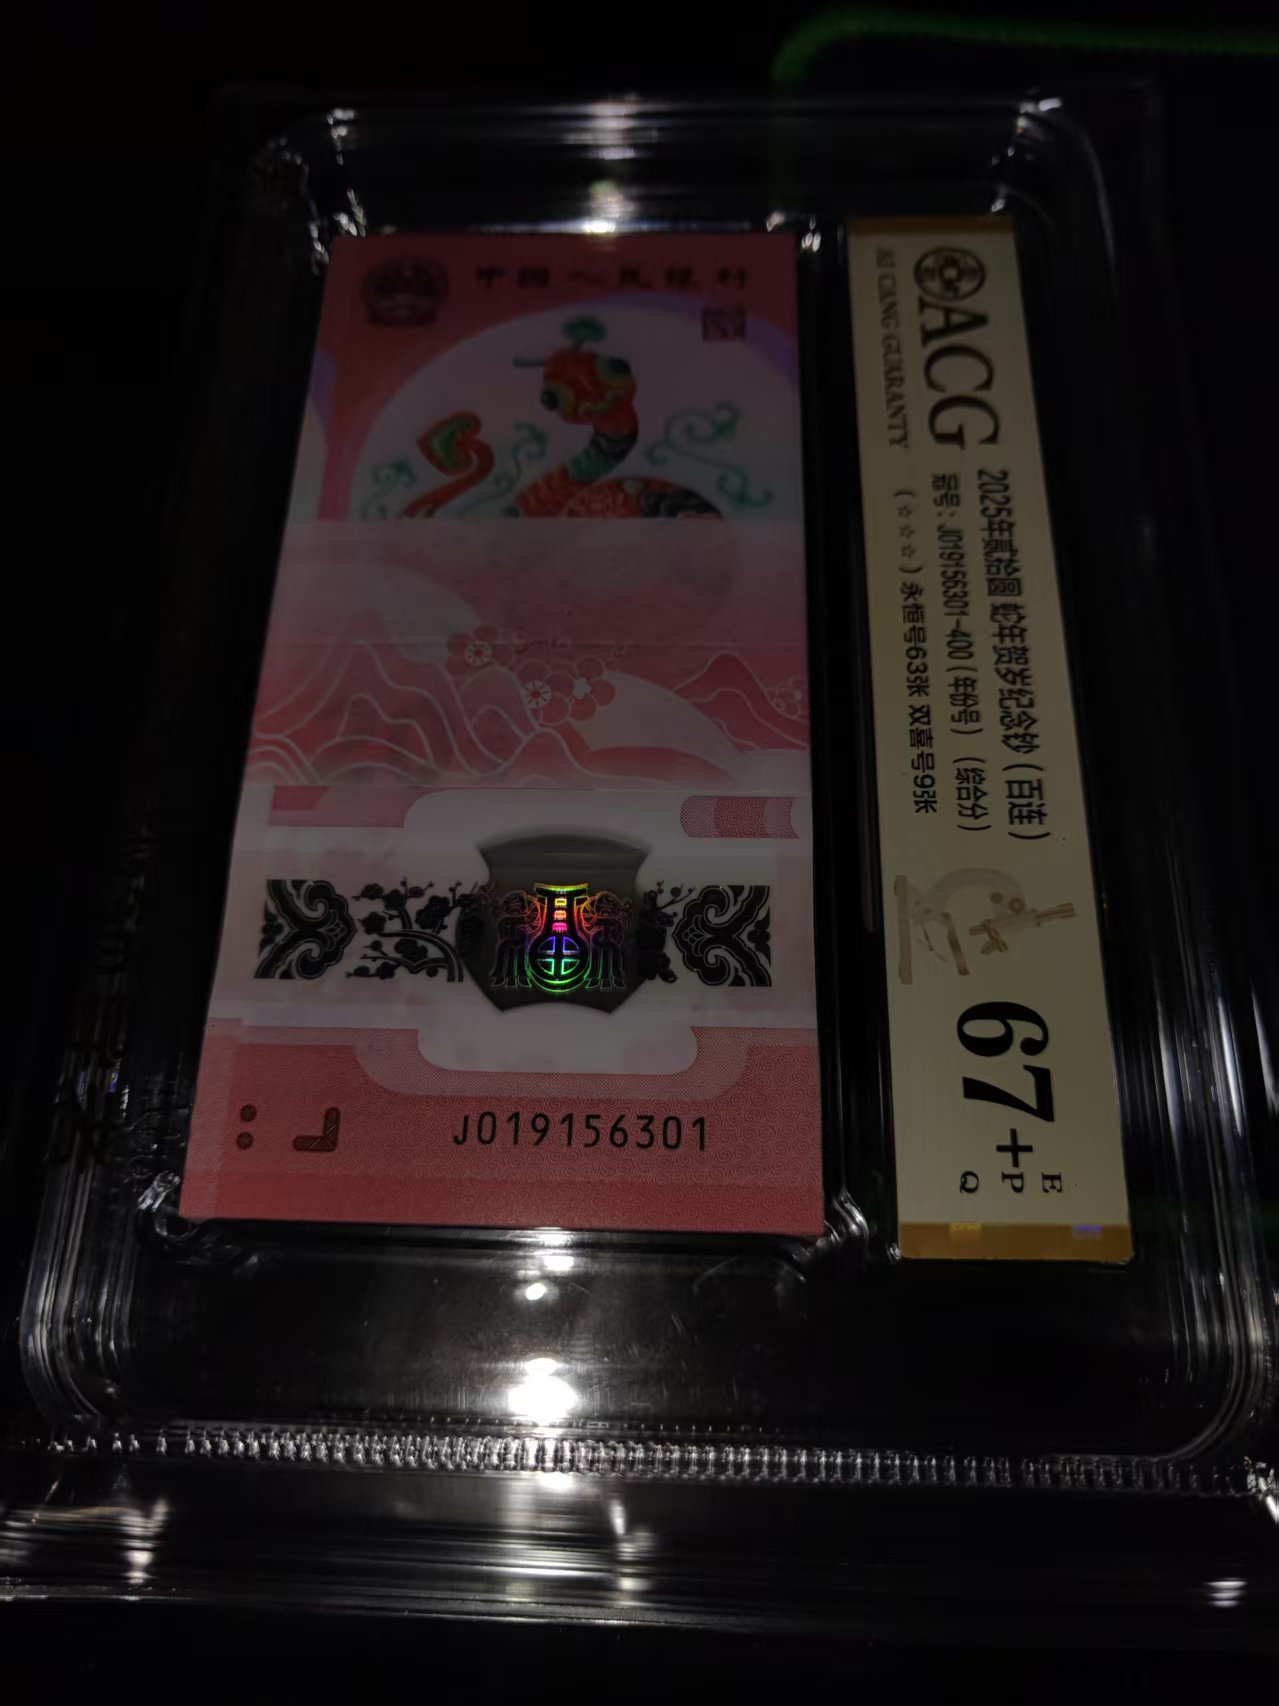 中国人民银行
J019156301
ACG
AI CANG GUARANTY
2025年贰拾圆 蛇年贺岁纪念钞（百连）
冠号：J019156301-400（年份号）（综合分）
（☆☆☆）永恒号63张 双喜号9张
67+
E
P
Q